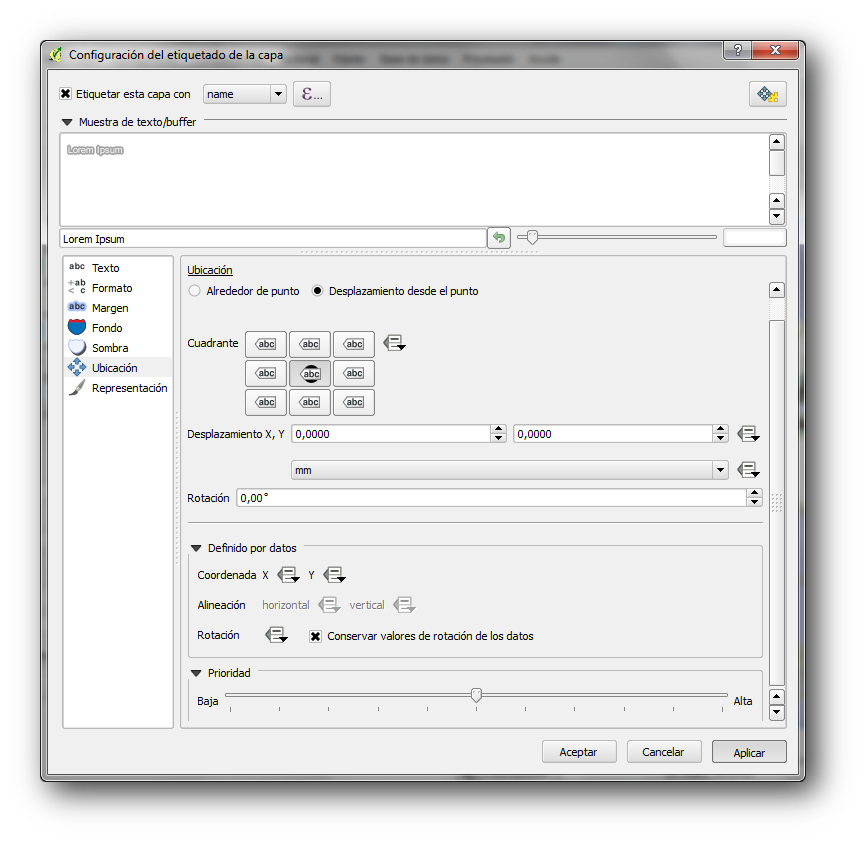 Configuración del etiquetado de la capa
Etiquetar esta capa con name ε...
Muestra de texto/buffer
Lorem Ipsum
Lorem Ipsum
abc Texto
+ab < c Formato
abc Margen
Fondo
Sombra
Ubicación
Representación
Ubicación
Alrededor de punto Desplazamiento desde el punto
Cuadrante abc abc abc
abc abc abc
abc abc abc
Desplazamiento X, Y 0,0000 0,0000
mm
Rotación 0,00°
Definido por datos
Coordenada X Y
Alineación horizontal vertical
Rotación Conservar valores de rotación de los datos
Prioridad
Baja Alta
Aceptar Cancelar Aplicar